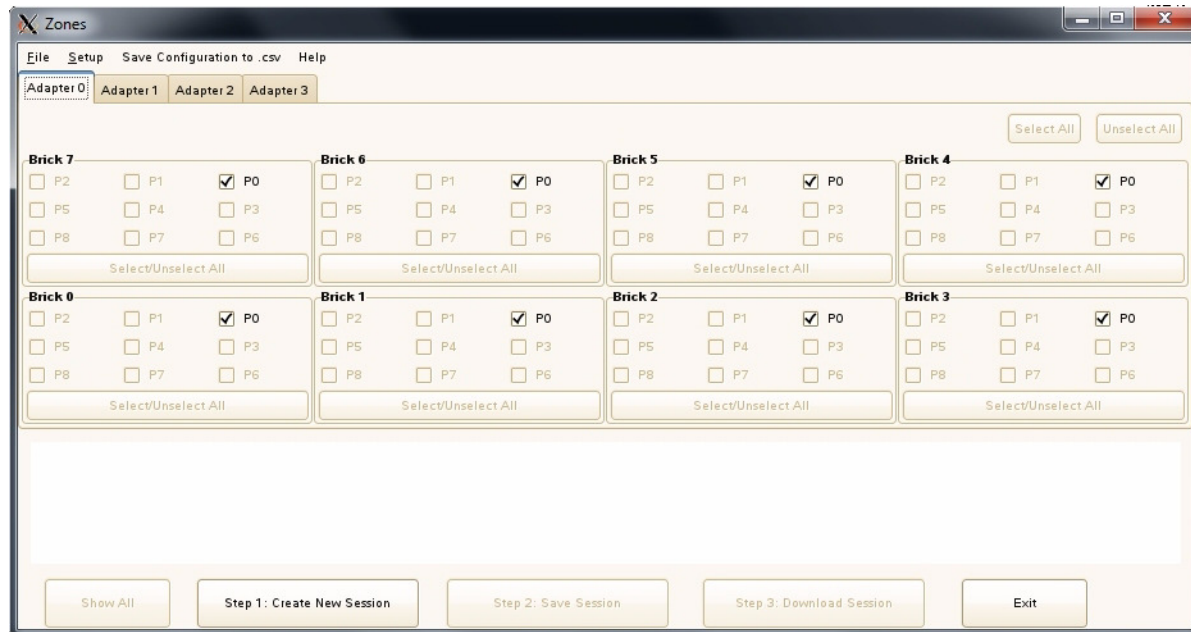 Zones
File Setup Save Configuration to .csv Help
Adapter 0 Adapter 1 Adapter 2 Adapter 3
Select All Unselect All
Brick 7 Brick 6 Brick 5 Brick 4
P2 P1 P0 P2 P1 P0 P2 P1 P0 P2 P1 P0
P5 P4 P3 P5 P4 P3 P5 P4 P3 P5 P4 P3
P8 P7 P6 P8 P7 P6 P8 P7 P6 P8 P7 P6
Select/Unselect All Select/Unselect All Select/Unselect All Select/Unselect All
Brick 0 Brick 1 Brick 2 Brick 3
P2 P1 P0 P2 P1 P0 P2 P1 P0 P2 P1 P0
P5 P4 P3 P5 P4 P3 P5 P4 P3 P5 P4 P3
P8 P7 P6 P8 P7 P6 P8 P7 P6 P8 P7 P6
Select/Unselect All Select/Unselect All Select/Unselect All Select/Unselect All
Show All Step 1: Create New Session Step 2: Save Session Step 3: Download Session Exit